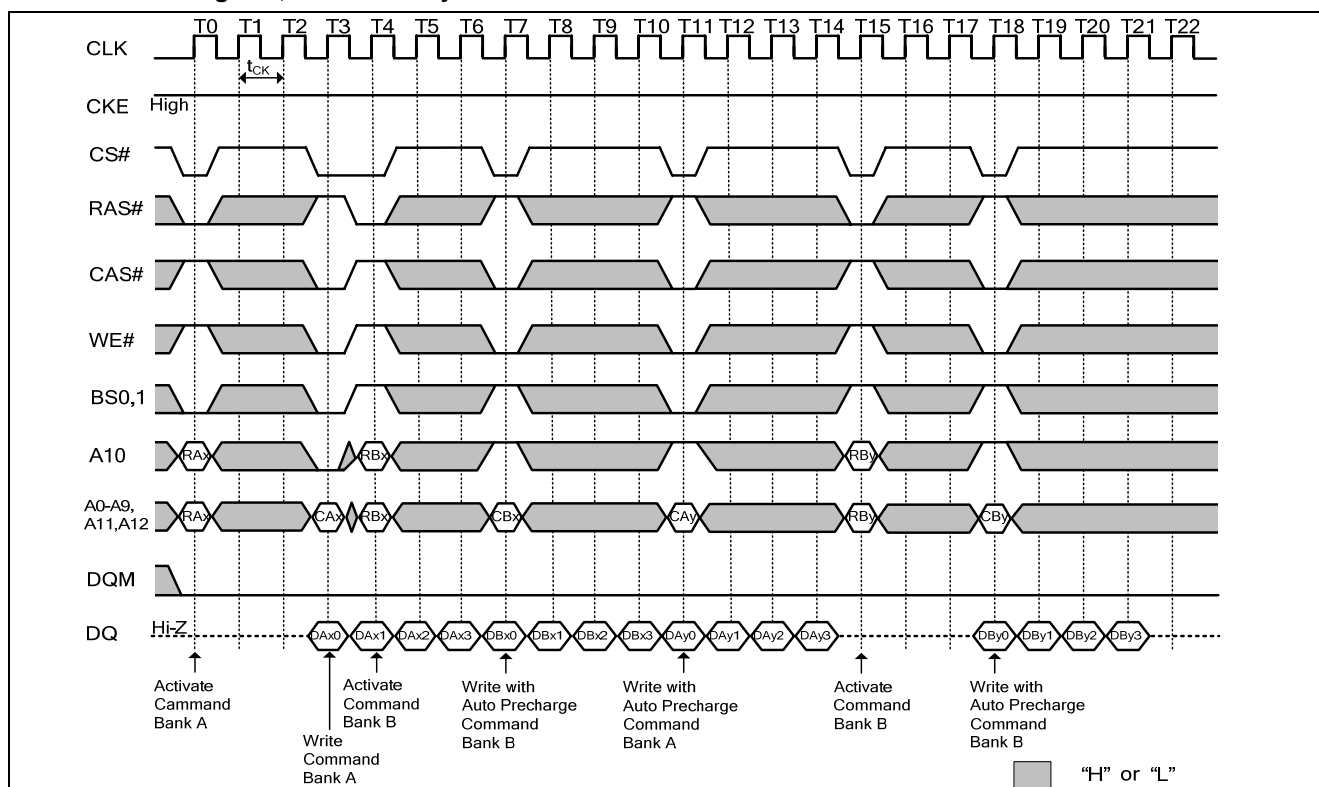 T0 T1 T2 T3 T4 T5 T6 T7 T8 T9 T10 T11 T12 T13 T14 T15 T16 T17 T18 T19 T20 T21 T22
CLK
tCK
CKE High
CS#
RAS#
CAS#
WE#
BS0,1
A10 RAx RBx RBy
A0-A9,
A11,A12 RAx CAx RBx CBx CAy RBy CBy
DQM
DQ Hi-Z DAx0 DAx1 DAx2 DAx3 DBx0 DBx1 DBx2 DBx3 DAy0 DAy1 DAy2 DAy3 DBy0 DBy1 DBy2 DBy3
Activate
Cammand
Bank A
Write
Command
Bank A
Activate
Command
Bank B
Write with
Auto Precharge
Command
Bank B
Write with
Auto Precharge
Command
Bank A
Activate
Command
Bank B
Write with
Auto Precharge
Command
Bank B
“H” or “L”